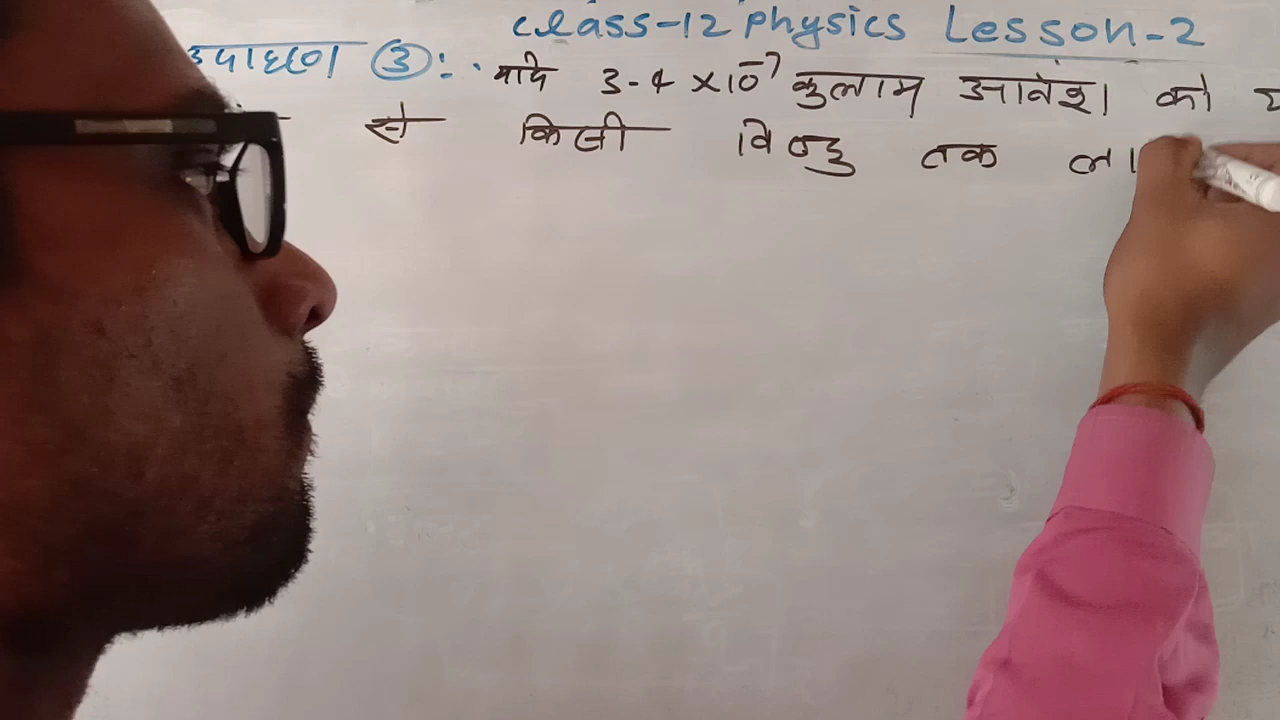 class-12 physics Lesson-2
उदाहरण ③:- यदि 3.4 ×10⁻⁷ कुलाम आवेश को
से किसी बिन्दु तक ला